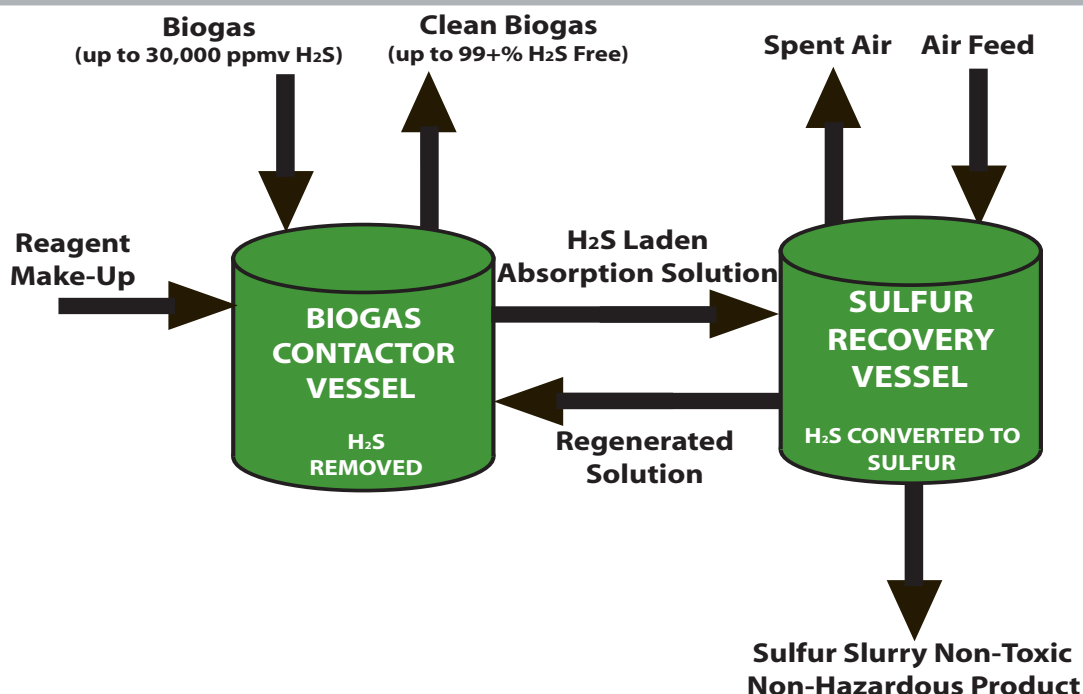 Biogas
(up to 30,000 ppmv H₂S)
Clean Biogas
(up to 99+% H₂S Free)
Spent Air
Air Feed
Reagent
Make-Up
H₂S Laden
Absorption Solution
BIOGAS
CONTACTOR
VESSEL
H₂S
REMOVED
SULFUR
RECOVERY
VESSEL
H₂S CONVERTED TO
SULFUR
Regenerated
Solution
Sulfur Slurry Non-Toxic
Non-Hazardous Product